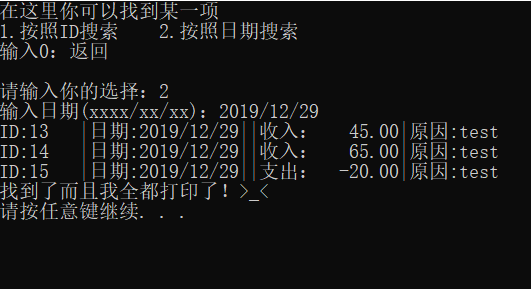 在这里你可以找到某一项
1.按照ID搜索    2.按照日期搜索
输入0：返回
请输入你的选择：2
输入日期(xxxx/xx/xx)：2019/12/29
ID:13   |日期:2019/12/29||收入：   45.00|原因:test
ID:14   |日期:2019/12/29||收入：   65.00|原因:test
ID:15   |日期:2019/12/29||支出：  -20.00|原因:test
找到了而且我全都打印了！>_<
请按任意键继续. . .